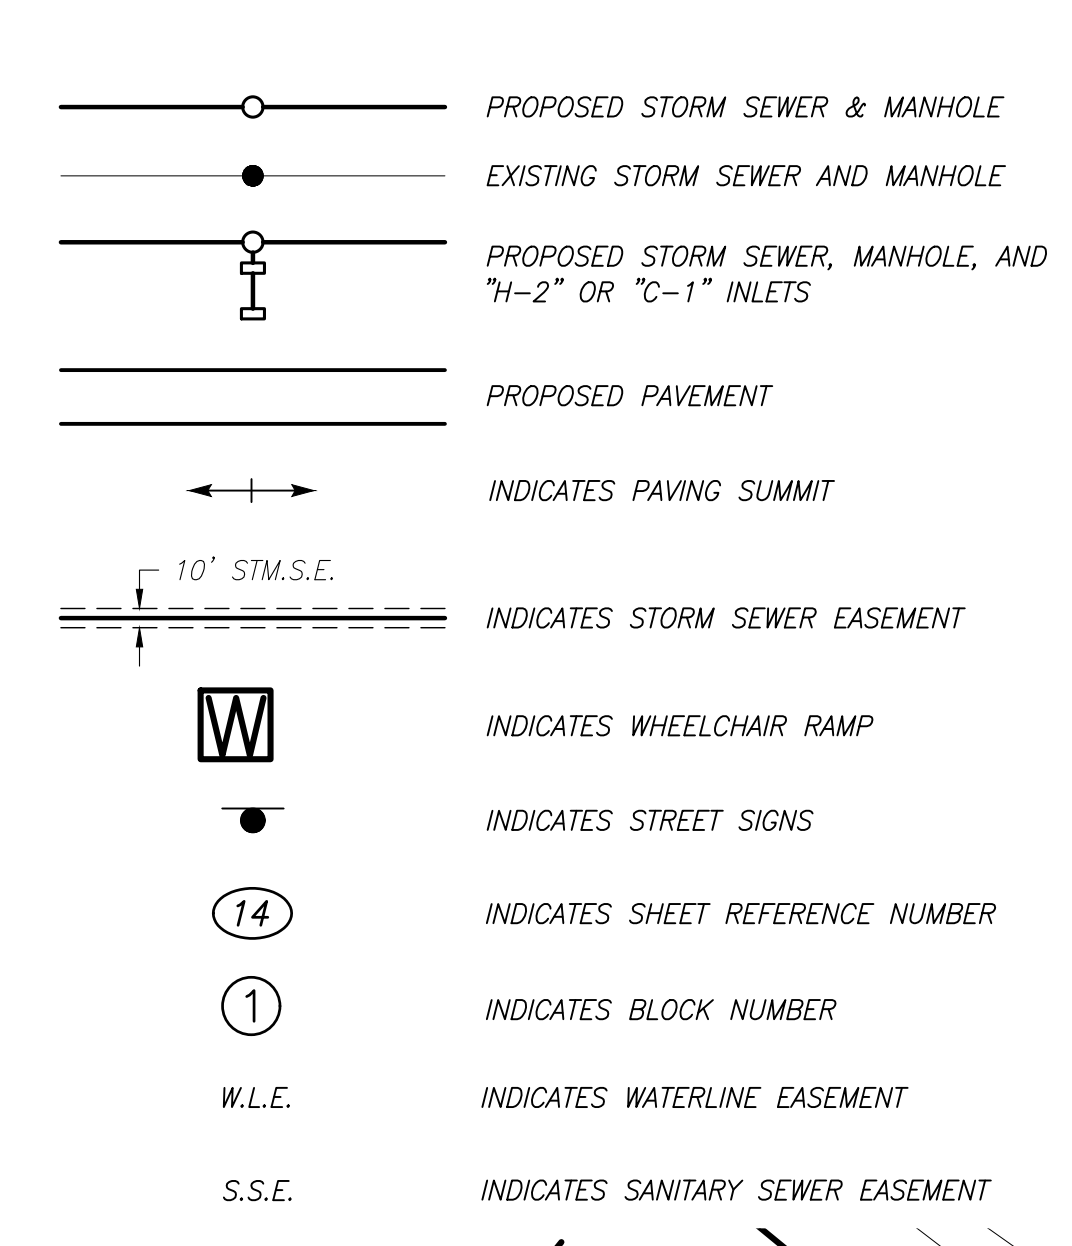 PROPOSED STORM SEWER & MANHOLE
EXISTING STORM SEWER AND MANHOLE
PROPOSED STORM SEWER, MANHOLE, AND
"H-2" OR "C-1" INLETS
PROPOSED PAVEMENT
INDICATES PAVING SUMMIT
10' STM.S.E.
INDICATES STORM SEWER EASEMENT
W INDICATES WHEELCHAIR RAMP
INDICATES STREET SIGNS
14 INDICATES SHEET REFERENCE NUMBER
1 INDICATES BLOCK NUMBER
W.L.E. INDICATES WATERLINE EASEMENT
S.S.E. INDICATES SANITARY SEWER EASEMENT